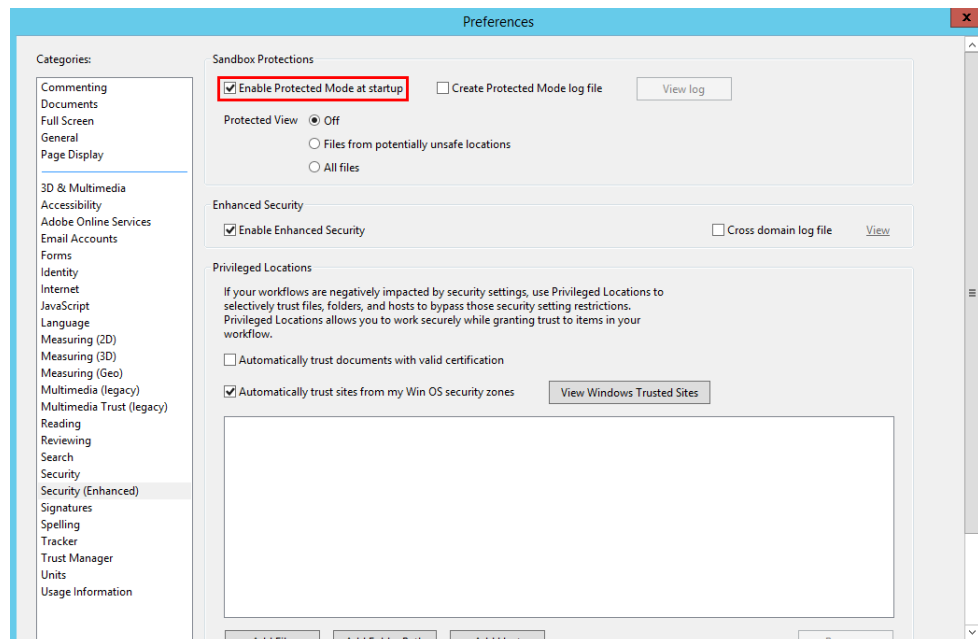 Preferences
x
Categories:
Commenting
Documents
Full Screen
General
Page Display
3D & Multimedia
Accessibility
Adobe Online Services
Email Accounts
Forms
Identity
Internet
JavaScript
Language
Measuring (2D)
Measuring (3D)
Measuring (Geo)
Multimedia (legacy)
Multimedia Trust (legacy)
Reading
Reviewing
Search
Security
Security (Enhanced)
Signatures
Spelling
Tracker
Trust Manager
Units
Usage Information
Sandbox Protections
Enable Protected Mode at startup Create Protected Mode log file View log
Protected View Off
Files from potentially unsafe locations
All files
Enhanced Security
Enable Enhanced Security Cross domain log file View
Privileged Locations
If your workflows are negatively impacted by security settings, use Privileged Locations to
selectively trust files, folders, and hosts to bypass those security setting restrictions.
Privileged Locations allows you to work securely while granting trust to items in your
workflow.
Automatically trust documents with valid certification
Automatically trust sites from my Win OS security zones View Windows Trusted Sites